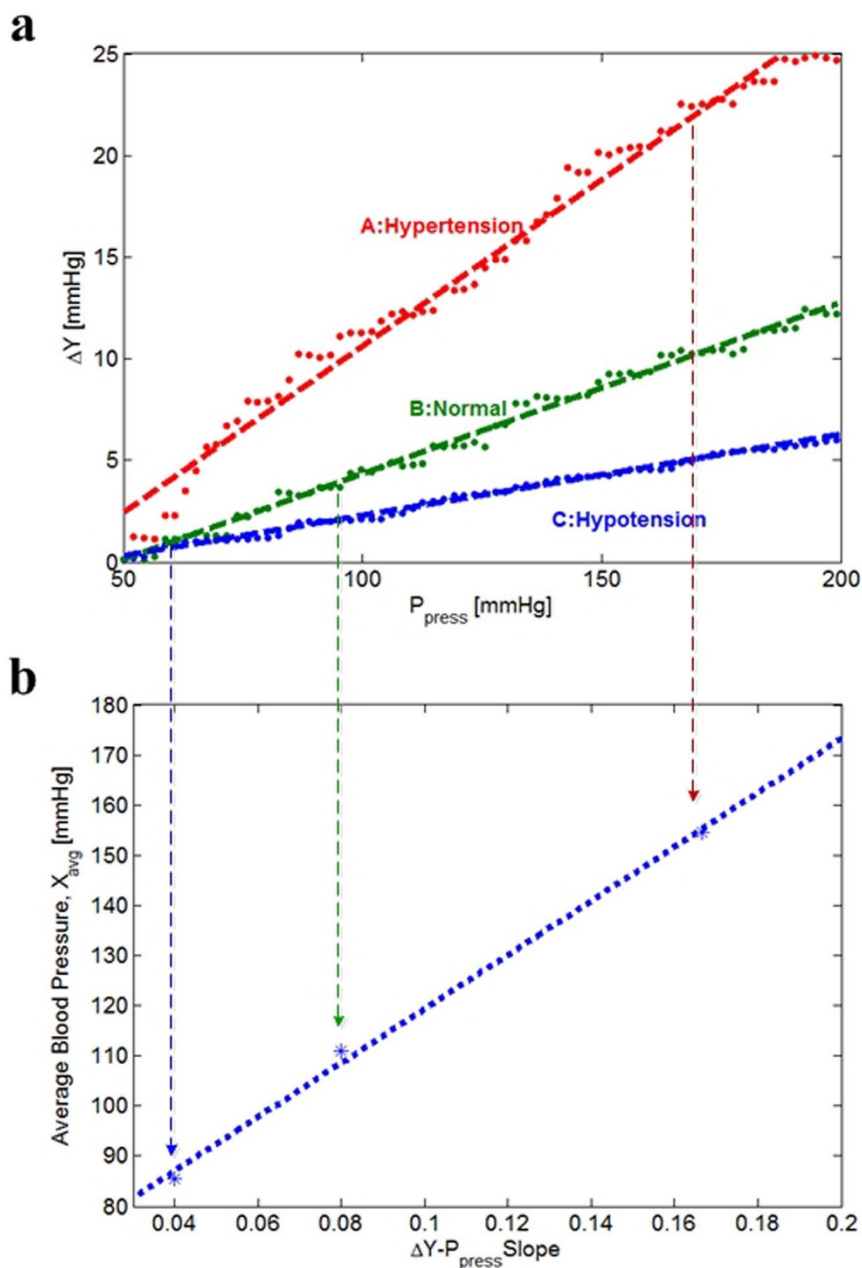 a
25
20
15
10
5
0
ΔY [mmHg]
A:Hypertension
B:Normal
C:Hypotension
50 100 150 200
P_press [mmHg]
b
180
170
160
150
140
130
120
110
100
90
80
Average Blood Pressure, X_avg [mmHg]
0.04 0.06 0.08 0.1 0.12 0.14 0.16 0.18 0.2
ΔY-P_press Slope